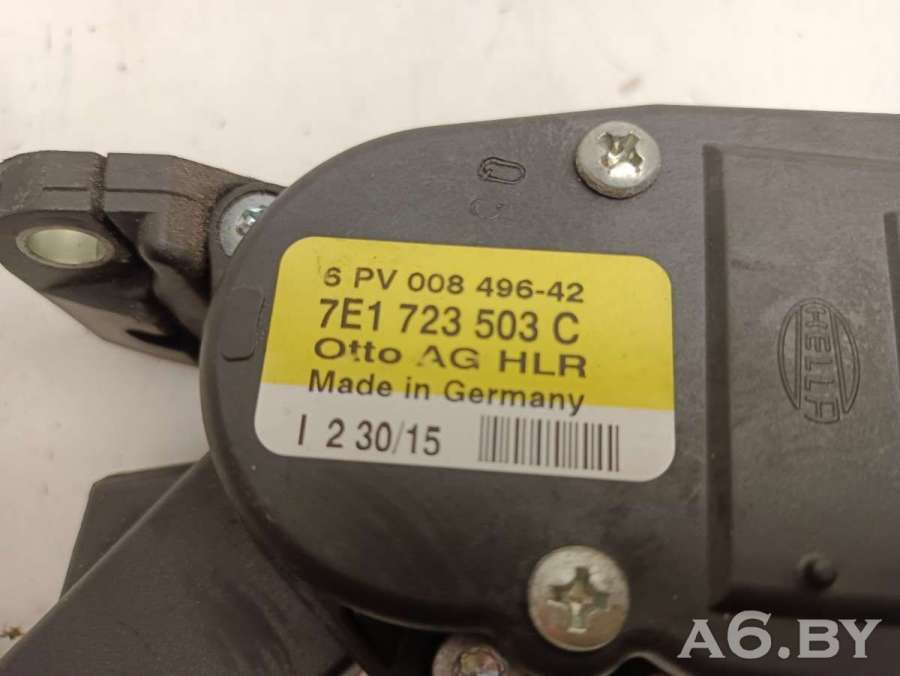 6 PV 008 496-42
7E1 723 503 C
Otto AG HLR
Made in Germany
I 2 30/15
HELLA
A6.BY